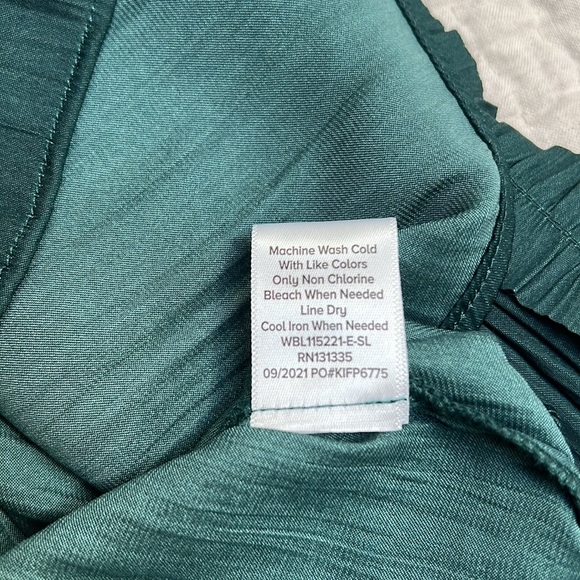 Machine Wash Cold
With Like Colors
Only Non Chlorine
Bleach When Needed
Line Dry
Cool Iron When Needed
WBL115221-E-SL
RN131335
09/2021 PO#KIFP6775